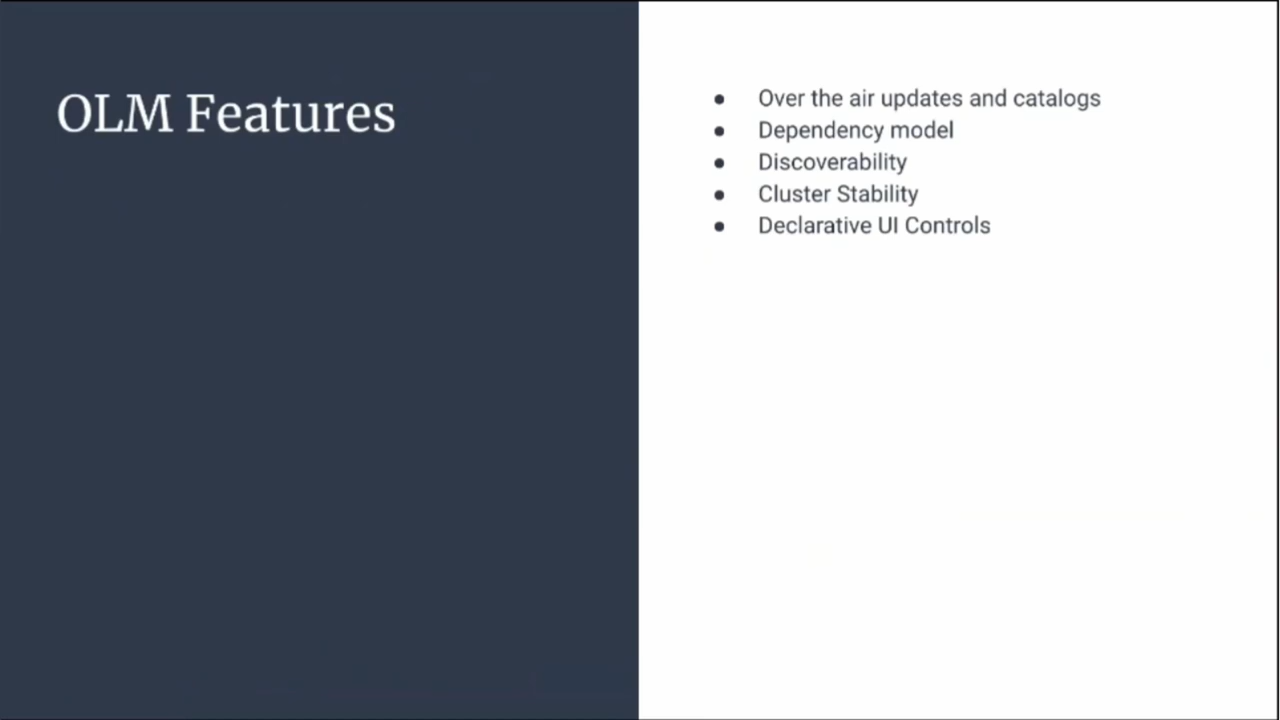 OLM Features
● Over the air updates and catalogs
● Dependency model
● Discoverability
● Cluster Stability
● Declarative UI Controls